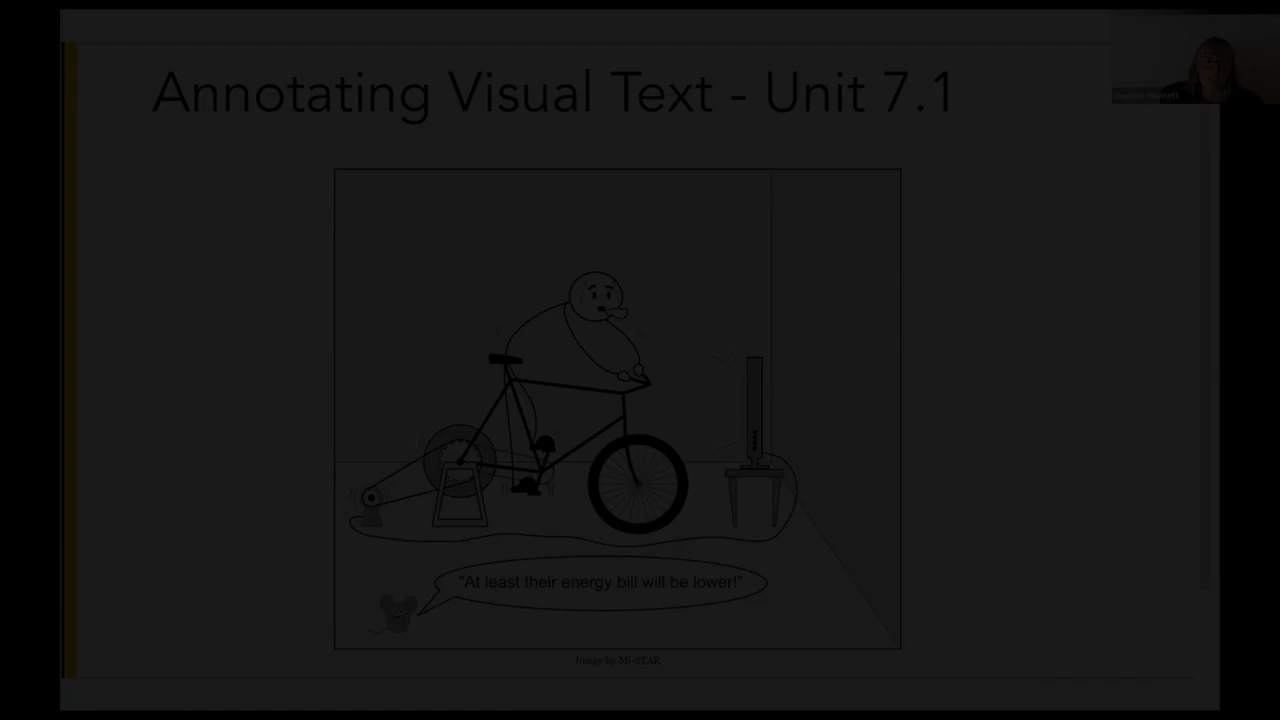 Annotating Visual Text - Unit 7.1
"At least their energy bill will be lower!"
Image by Mi-STAR